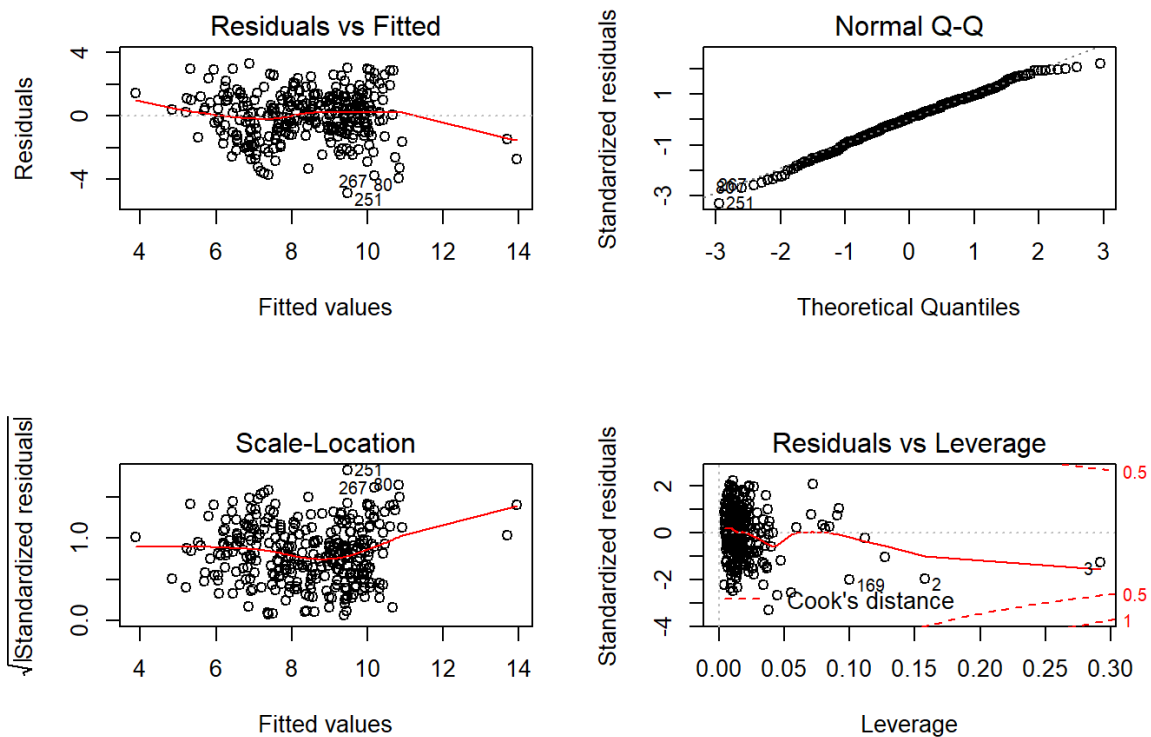 Residuals vs Fitted
Residuals
4
0
-4
267
80
251
4 6 8 10 12 14
Fitted values
Normal Q-Q
Standardized residuals
1
-1
-3
267
80
251
-3 -2 -1 0 1 2 3
Theoretical Quantiles
Scale-Location
√|Standardized residuals|
1.0
0.0
251
267
80
4 6 8 10 12 14
Fitted values
Residuals vs Leverage
Standardized residuals
2
0
-2
-4
0.5
3
169
2
0.5
Cook's distance
1
0.00 0.05 0.10 0.15 0.20 0.25 0.30
Leverage